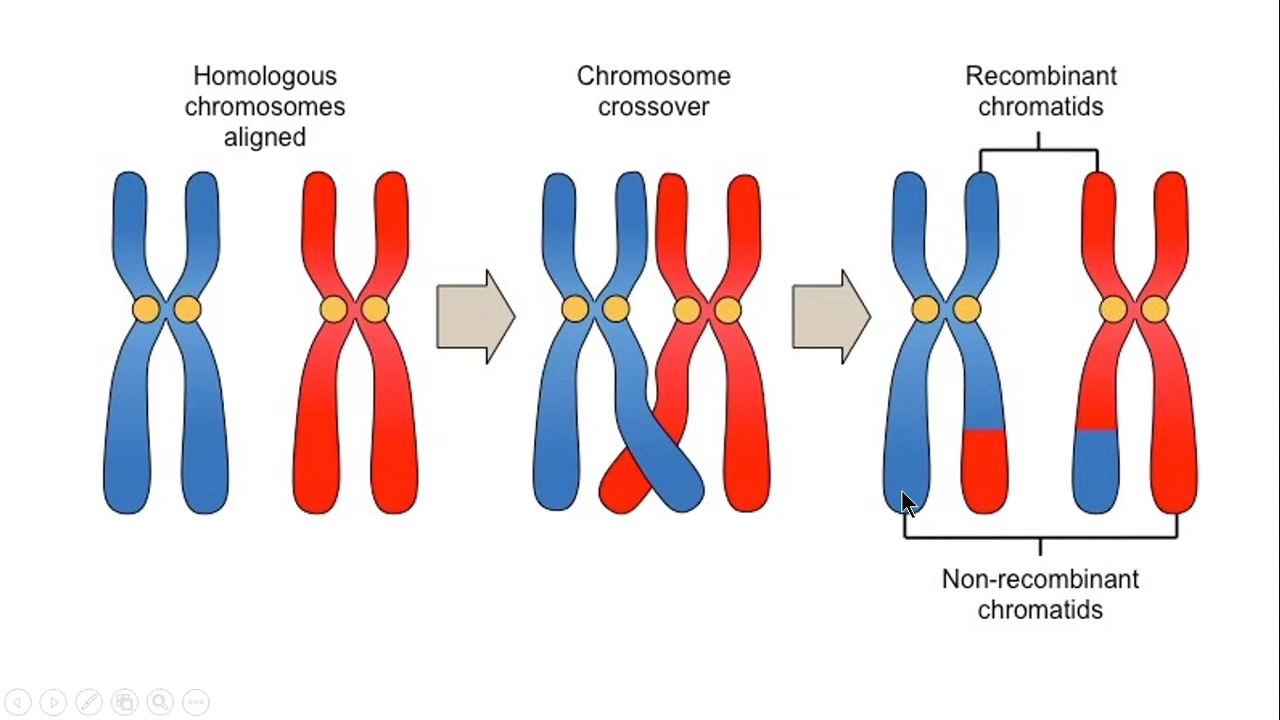 Homologous
chromosomes
aligned
Chromosome
crossover
Recombinant
chromatids
Non-recombinant
chromatids